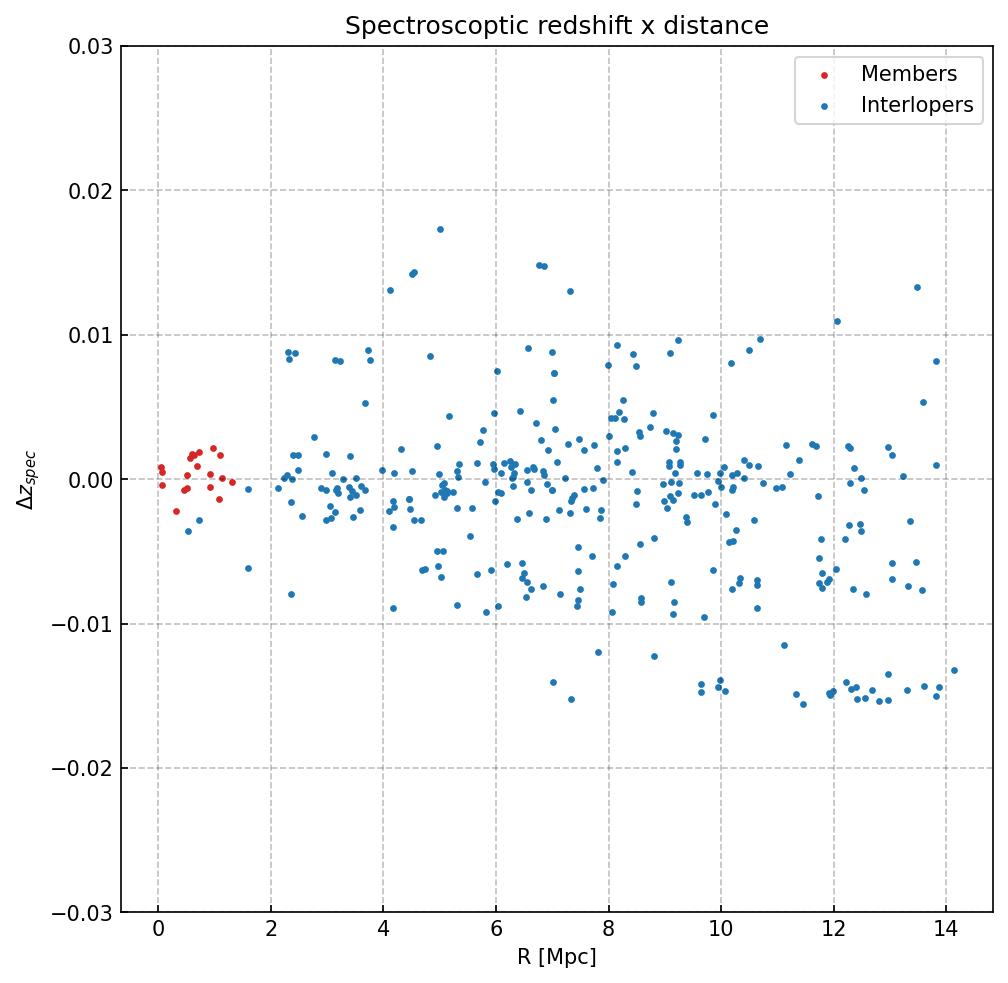 Spectroscoptic redshift x distance
Members
Interlopers
0.03
0.02
0.01
0.00
−0.01
−0.02
−0.03
Δz_spec
0 2 4 6 8 10 12 14
R [Mpc]